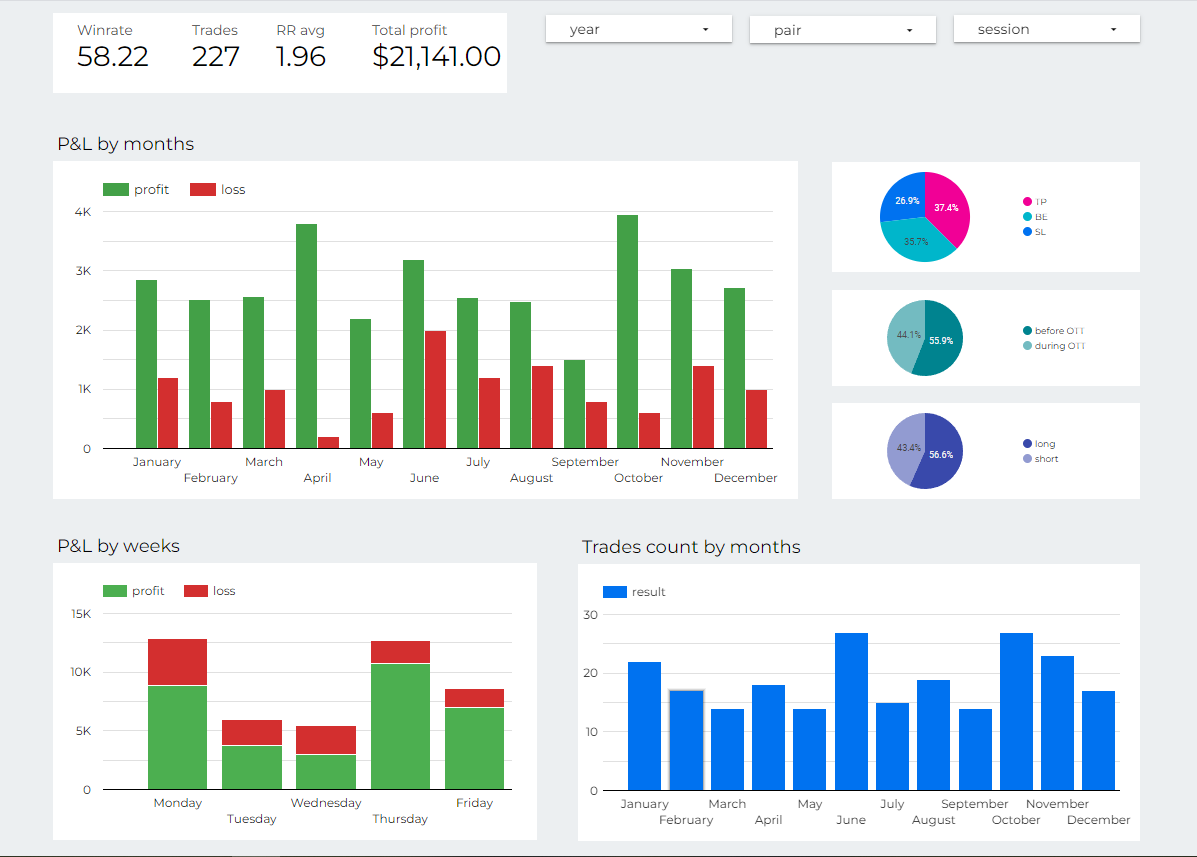 Winrate Trades RR avg Total profit
58.22 227 1.96 $21,141.00
year pair session
P&L by months
profit loss
4K
3K
2K
1K
0
January March May July September November
February April June August October December
26.9% 37.4%
35.7%
TP
BE
SL
44.1% 55.9%
before OTT
during OTT
43.4% 56.6%
long
short
P&L by weeks
profit loss
15K
10K
5K
0
Monday Wednesday Friday
Tuesday Thursday
Trades count by months
result
30
20
10
0
January March May July September November
February April June August October December